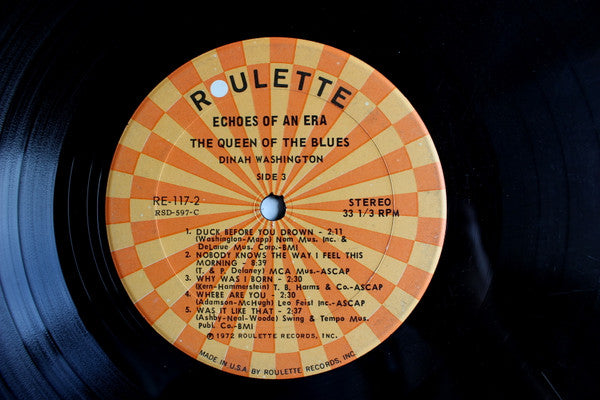 ROULETTE
ECHOES OF AN ERA
THE QUEEN OF THE BLUES
DINAH WASHINGTON
SIDE 3
RE-117-2
RSD-597-C
STEREO
33 1/3 RPM
1. DUCK BEFORE YOU DROWN - 2:11
(Washington-Mapp) Nom Mus. Inc. &
DeLaue Mus. Corp.-BMI
2. NOBODY KNOWS THE WAY I FEEL THIS
MORNING - 8:39
(T. & P. Delaney) MCA Mus.-ASCAP
3. WHY WAS I BORN - 2:30
(Kern-Hammerstein) T. B. Harms & Co.-ASCAP
4. WHERE ARE YOU - 2:30
(Adamson-McHugh) Leo Feist Inc.-ASCAP
5. WAS IT LIKE THAT - 2:37
(Ashby-Neal-Woode) Swing & Tempo Mus.
Publ. Co.-BMI
℗1972 ROULETTE RECORDS, INC.
MADE IN U.S.A. BY ROULETTE RECORDS, INC.